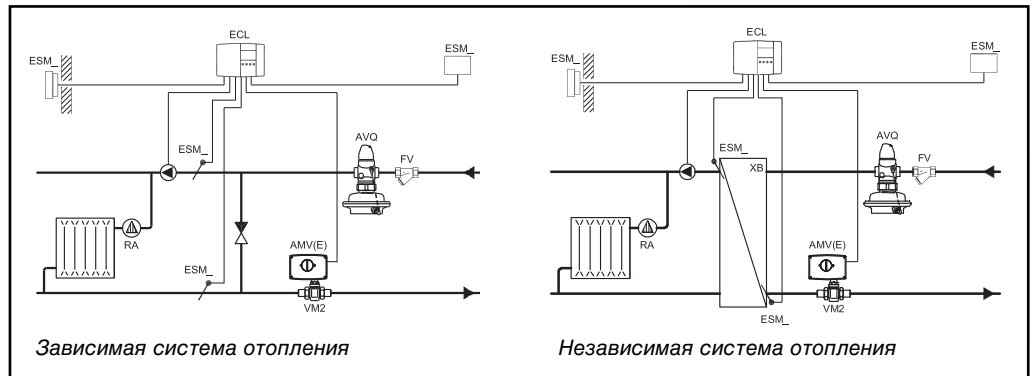 ECL
ESM_
ESM_
ESM_
AVQ
FV
RA
AMV(E)
ESM_
VM2
Зависимая система отопления
ECL
ESM_
ESM_
ESM_
XB
AVQ
FV
RA
AMV(E)
VM2
ESM_
Независимая система отопления